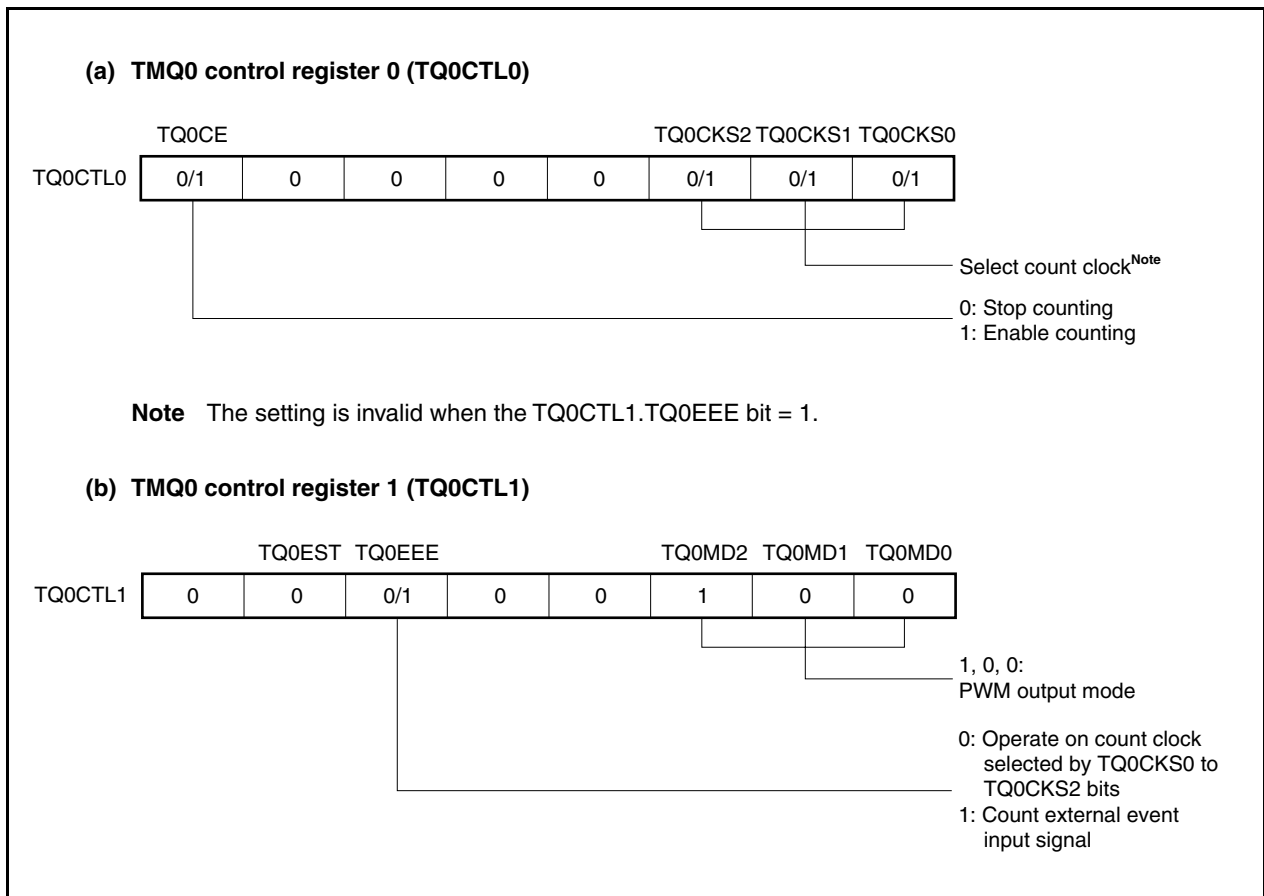 (a) TMQ0 control register 0 (TQ0CTL0)
TQ0CE TQ0CKS2 TQ0CKS1 TQ0CKS0
TQ0CTL0 0/1 0 0 0 0 0/1 0/1 0/1
Select count clockNote
0: Stop counting
1: Enable counting
Note The setting is invalid when the TQ0CTL1.TQ0EEE bit = 1.
(b) TMQ0 control register 1 (TQ0CTL1)
TQ0EST TQ0EEE TQ0MD2 TQ0MD1 TQ0MD0
TQ0CTL1 0 0 0/1 0 0 1 0 0
1, 0, 0:
PWM output mode
0: Operate on count clock
selected by TQ0CKS0 to
TQ0CKS2 bits
1: Count external event
input signal